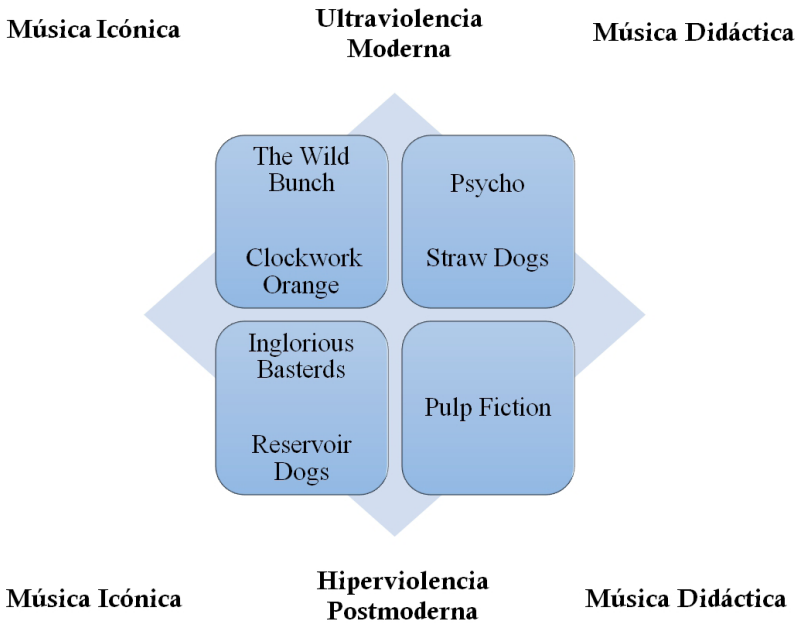 Música Icónica
Ultraviolencia
Moderna
Música Didáctica
The Wild
Bunch
Clockwork
Orange
Psycho
Straw Dogs
Inglorious
Basterds
Reservoir
Dogs
Pulp Fiction
Música Icónica
Hiperviolencia
Postmoderna
Música Didáctica